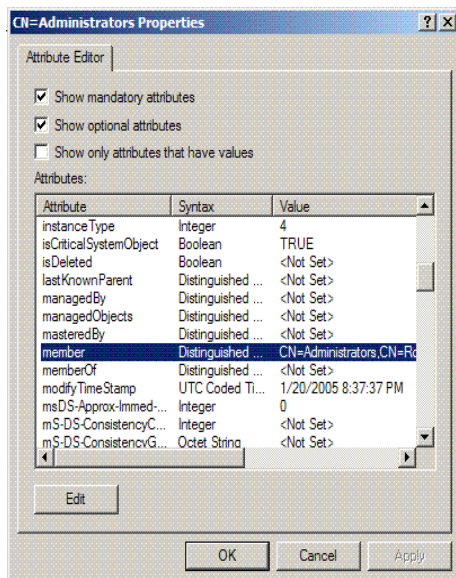 CN=Administrators Properties
Attribute Editor
Show mandatory attributes
Show optional attributes
Show only attributes that have values
Attributes:
Attribute Syntax Value
instanceType Integer 4
isCriticalSystemObject Boolean TRUE
isDeleted Boolean <Not Set>
lastKnownParent Distinguished ... <Not Set>
managedBy Distinguished ... <Not Set>
managedObjects Distinguished ... <Not Set>
masteredBy Distinguished ... <Not Set>
member Distinguished ... CN=Administrators,CN=Ro
memberOf Distinguished ... <Not Set>
modifyTimeStamp UTC Coded Ti... 1/20/2005 8:37:37 PM
msDS-Approx-Immed-... Integer 0
mS-DS-ConsistencyC... Integer <Not Set>
mS-DS-ConsistencyG... Octet String <Not Set>
Edit
OK Cancel Apply